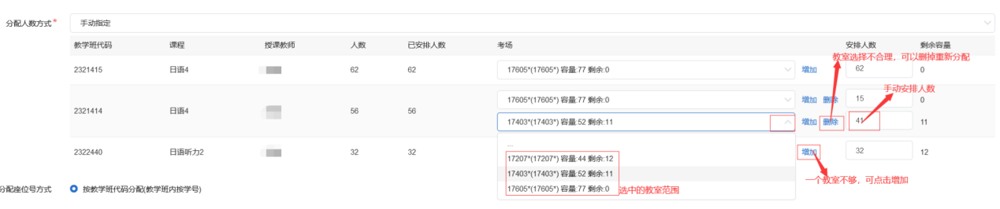 分配人数方式* 手动指定
教学班代码 课程 授课教师 人数 已安排人数 考场 安排人数 剩余容量
教室选择不合理，可以删掉重新分配
2321415 日语4 62 62 17605*(17605*) 容量:77 剩余:0 增加 62 0
手动安排人数
17605*(17605*) 容量:77 剩余:0 增加 删除 15 0
2321414 日语4 56 56
17403*(17403*) 容量:52 剩余:11 增加 删除 41 11
...
2322440 日语听力2 32 32 17207*(17207*) 容量:44 剩余:12 增加 32 12
17403*(17403*) 容量:52 剩余:11
一个教室不够，可点击增加
分配座位号方式 按教学班代码分配(教学班内按学号) 17605*(17605*) 容量:77 剩余:0 选中的教室范围